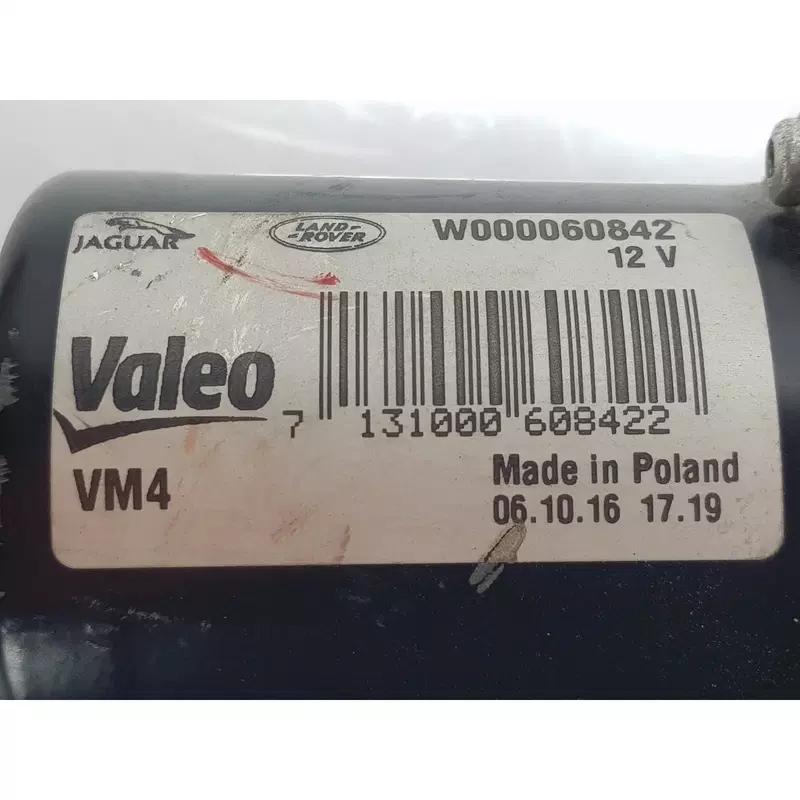 JAGUAR
LAND-
-ROVER
W000060842
12 V
Valeo
7 131000 608422
VM4
Made in Poland
06.10.16 17.19